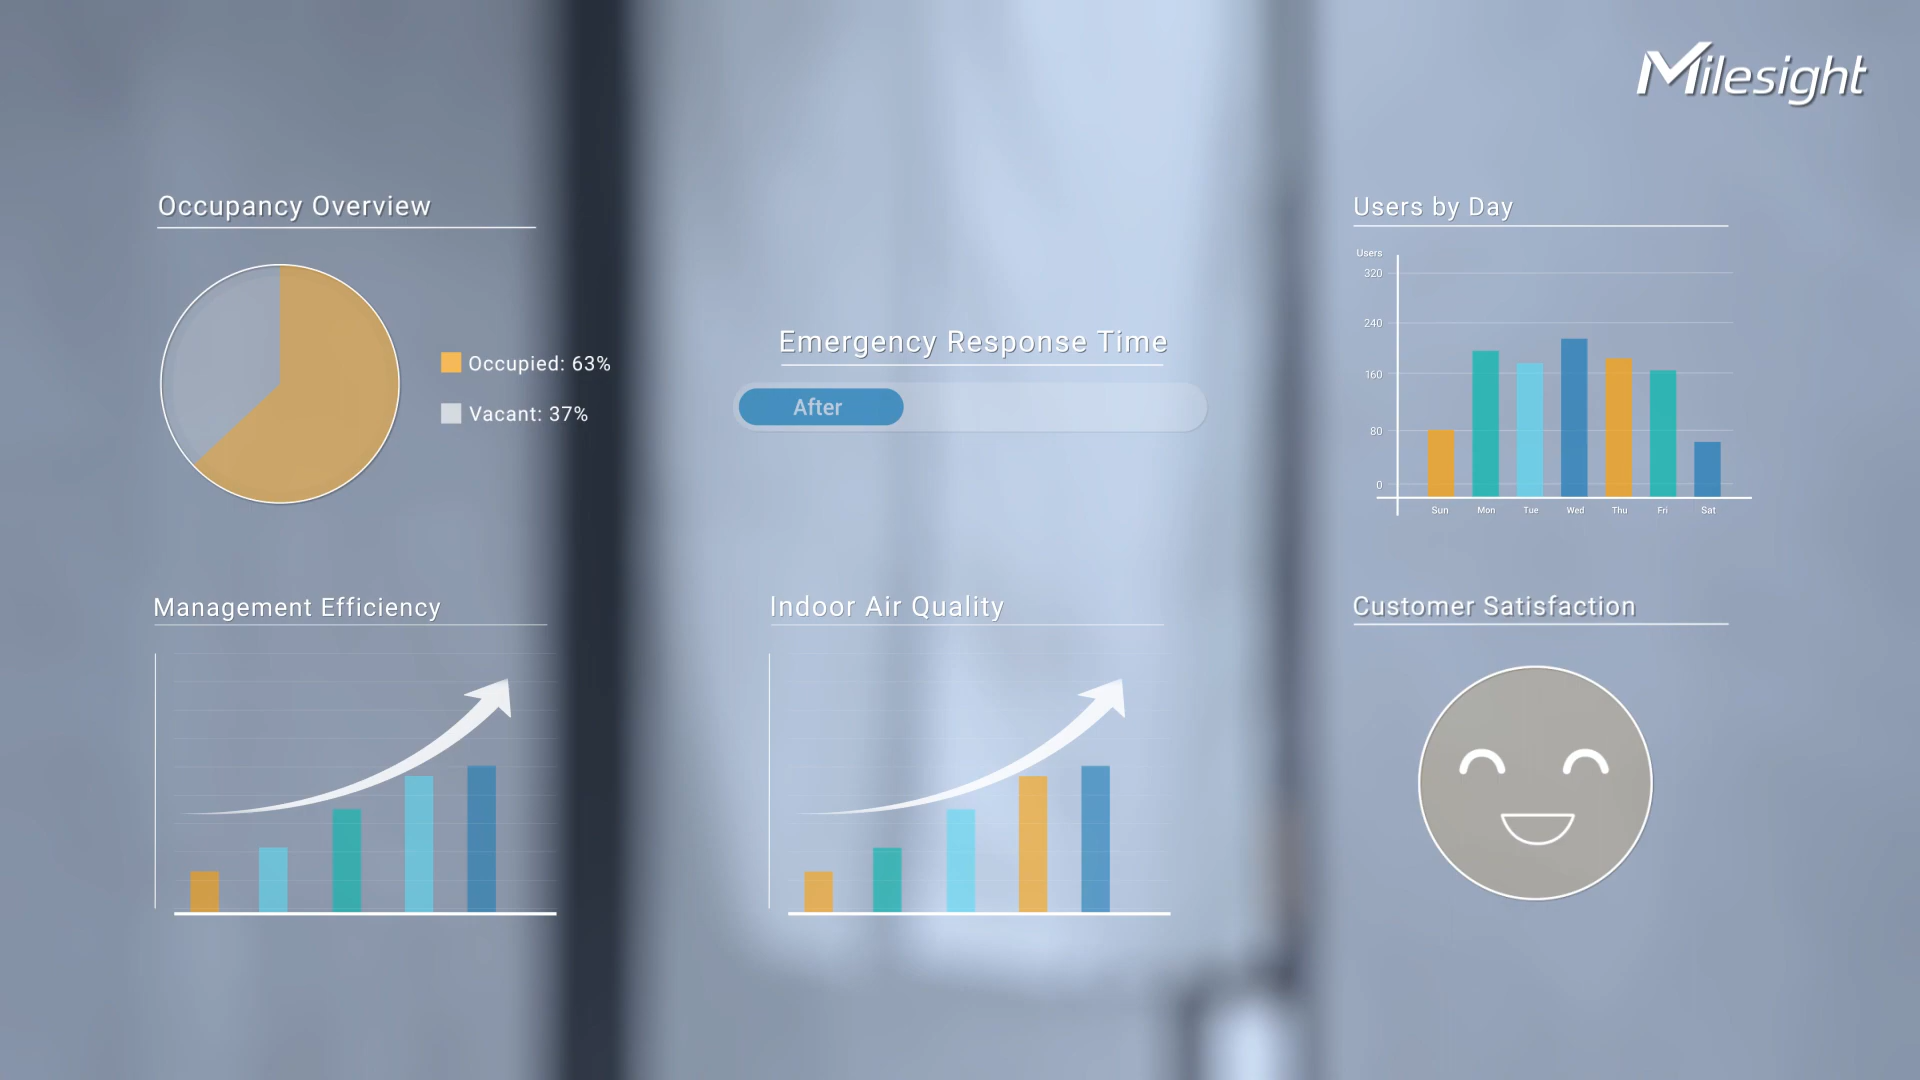 Milesight
Occupancy Overview
Occupied: 63%
Vacant: 37%
Emergency Response Time
After
Users by Day
Users
320
240
160
80
0
Sun Mon Tue Wed Thu Fri Sat
Management Efficiency
Indoor Air Quality
Customer Satisfaction